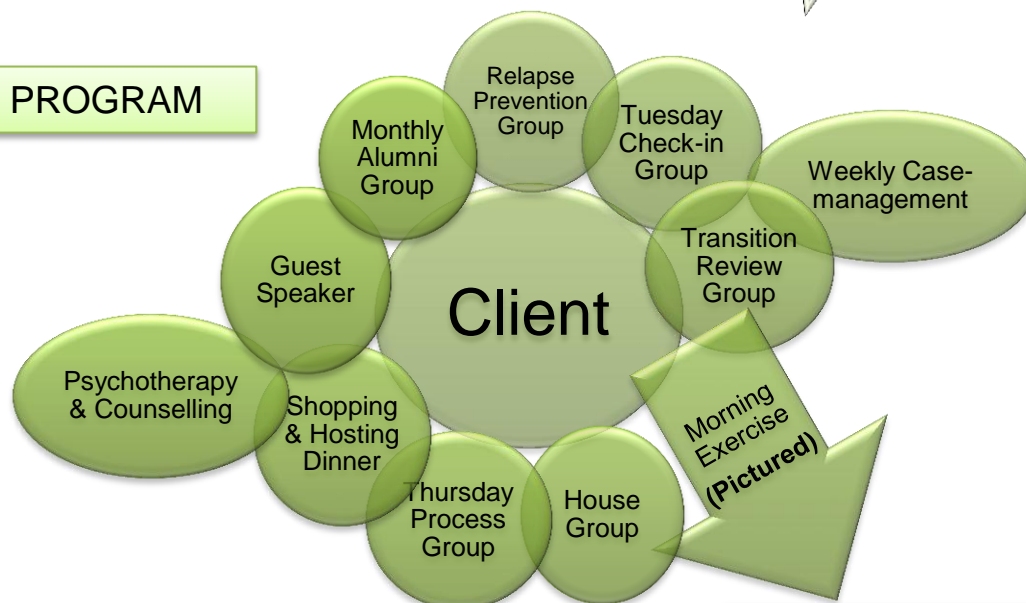 PROGRAM
Relapse
Prevention
Group
Monthly
Alumni
Group
Tuesday
Check-in
Group
Weekly Case-
management
Guest
Speaker
Transition
Review
Group
Client
Psychotherapy
& Counselling
Shopping
& Hosting
Dinner
Morning
Exercise
(Pictured)
Thursday
Process
Group
House
Group